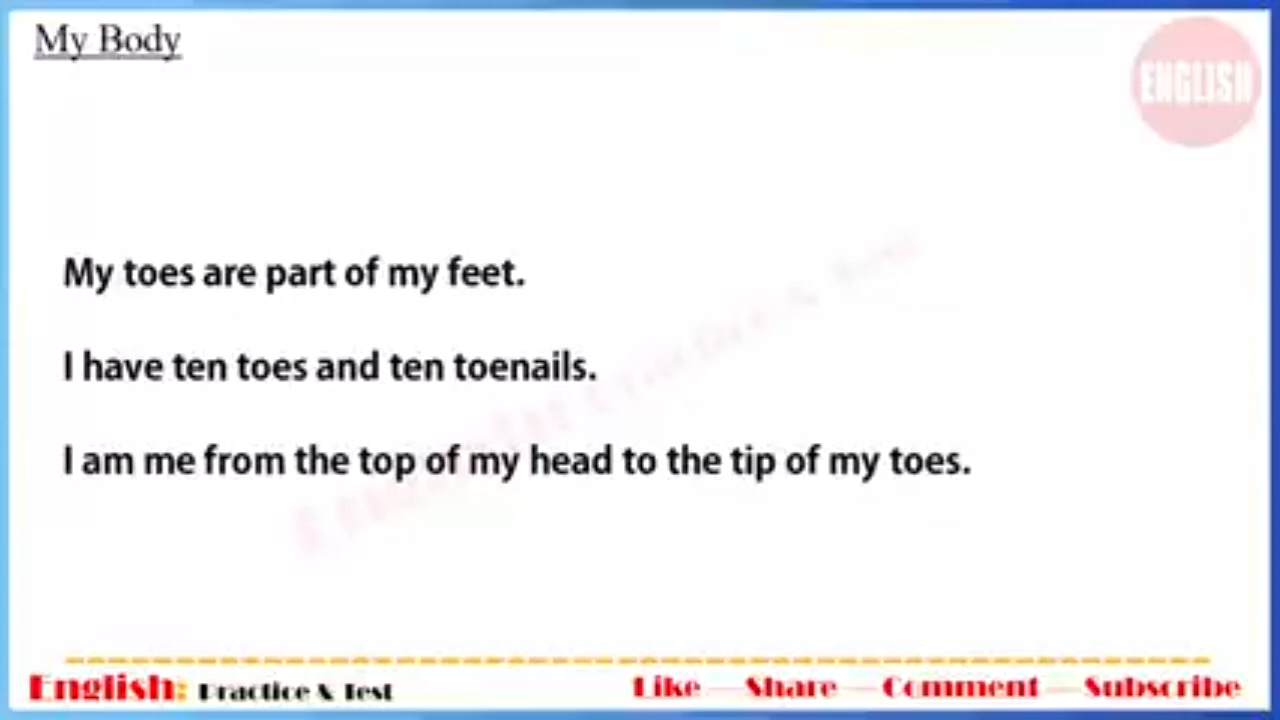 My Body
ENGLISH
My toes are part of my feet.
I have ten toes and ten toenails.
I am me from the top of my head to the tip of my toes.
English: Practice & Test
Like — Share — Comment — Subscribe